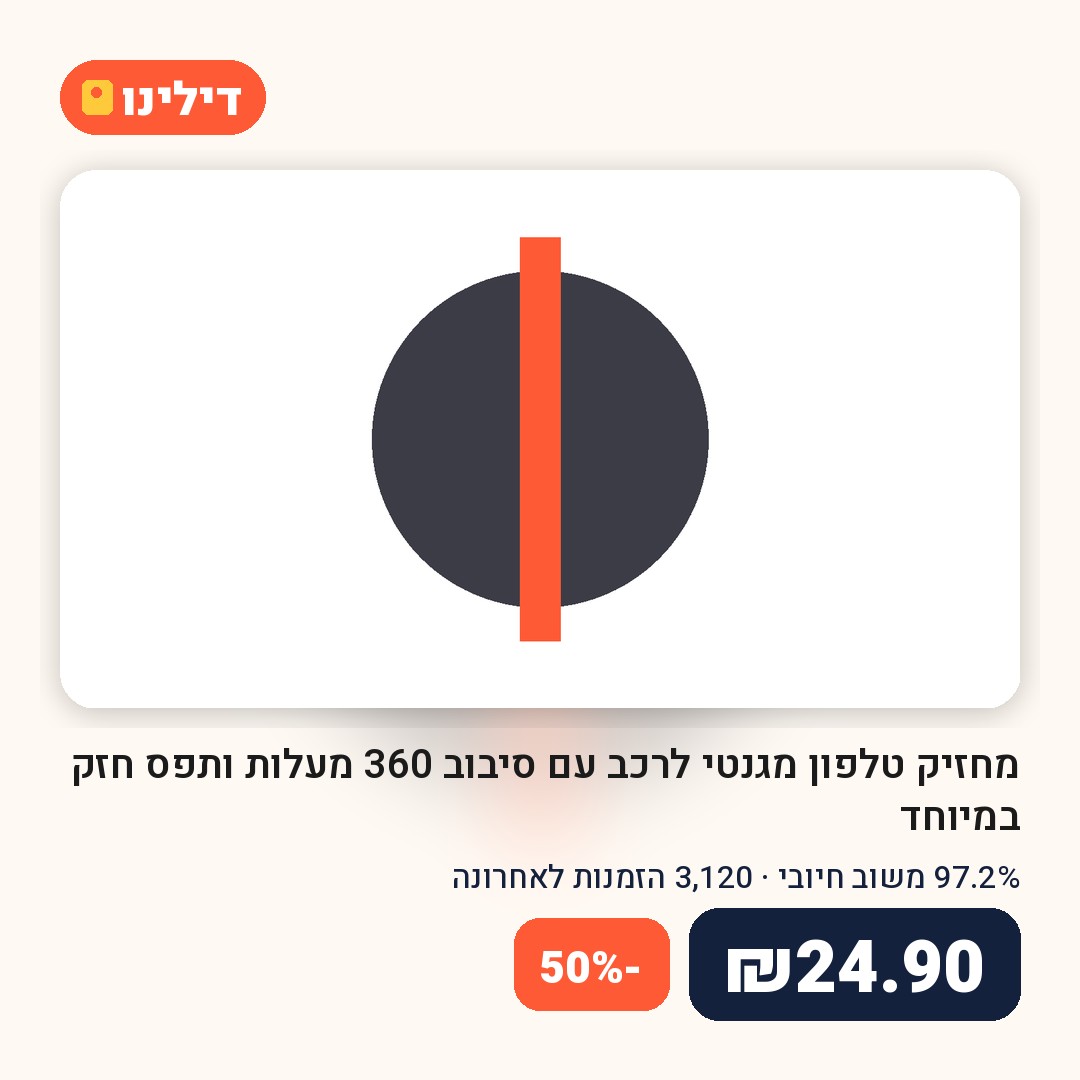 דילינו
מחזיק טלפון מגנטי לרכב עם סיבוב 360 מעלות ותפס חזק
במיוחד
97.2% משוב חיובי · 3,120 הזמנות לאחרונה
₪24.90
-50%